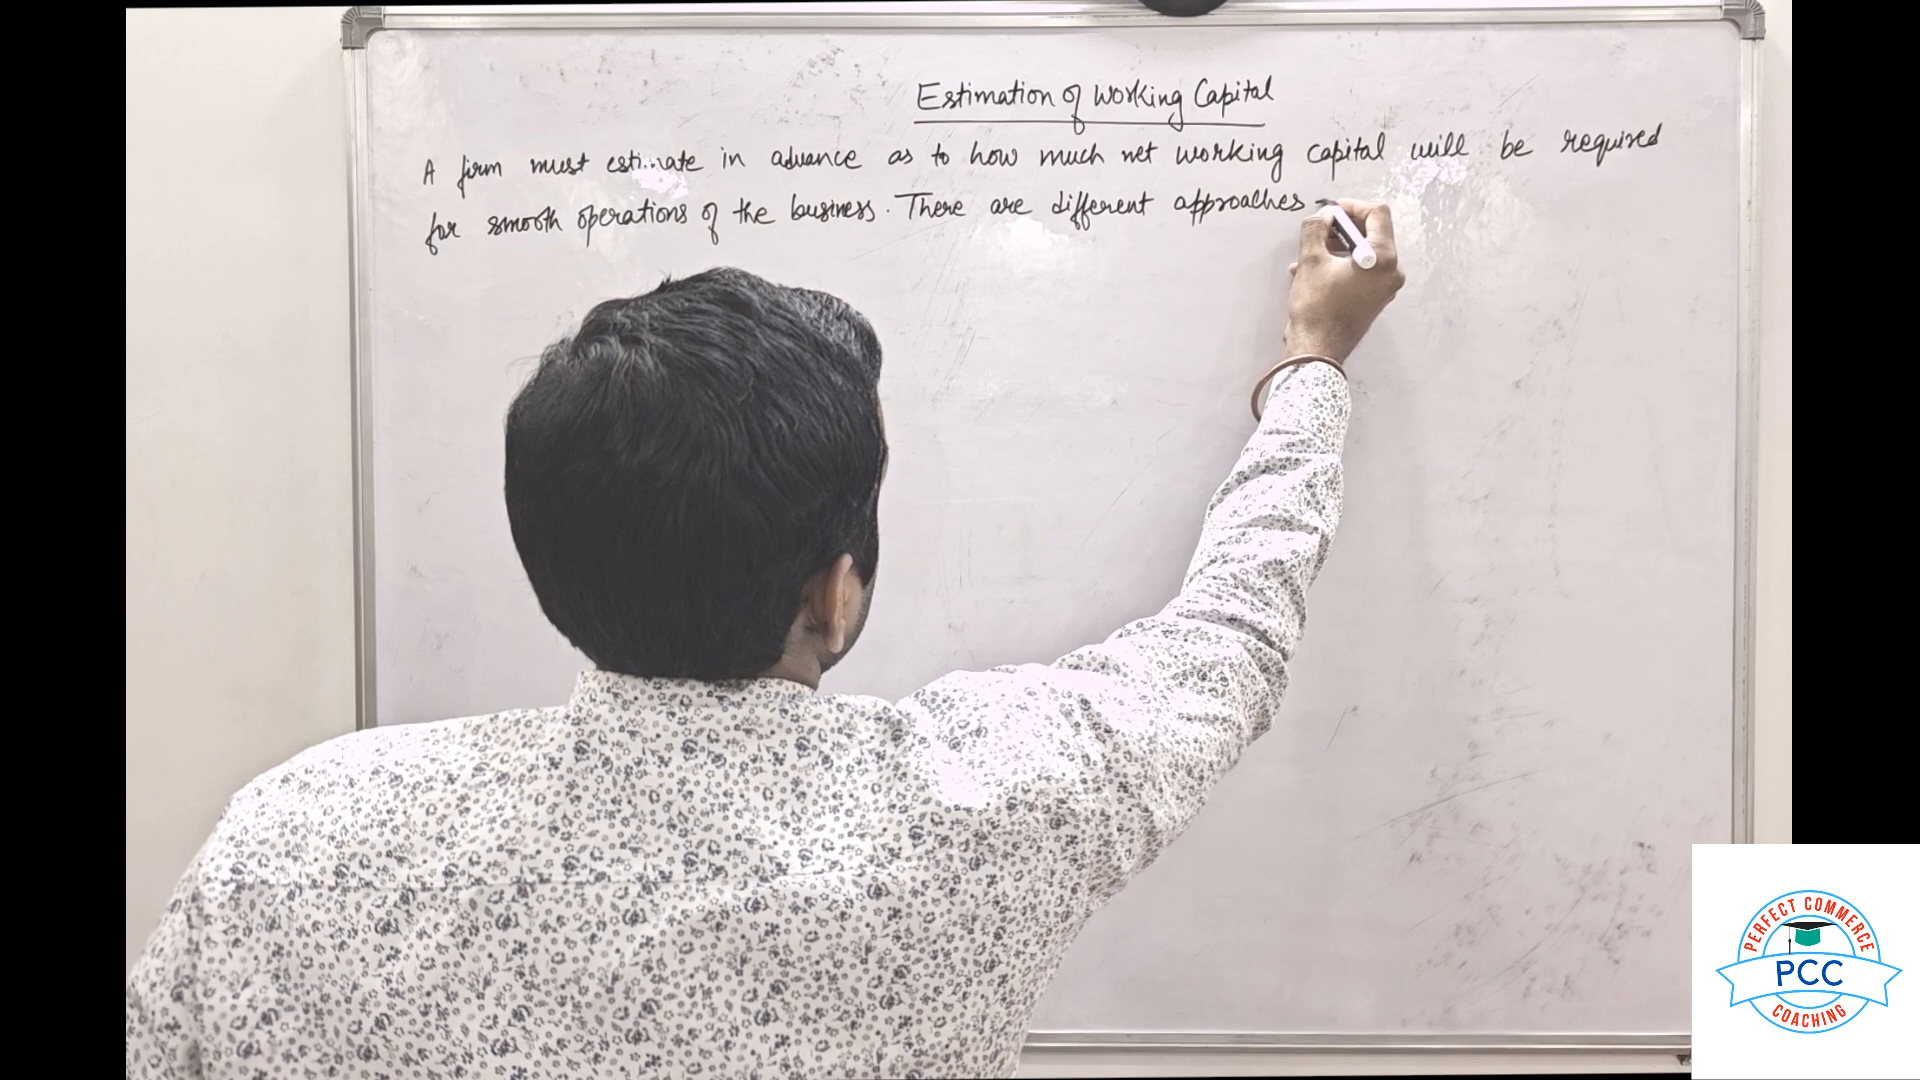 Estimation of Working Capital
A firm must estimate in advance as to how much net working capital will be required
for smooth operations of the business. There are different approaches
PERFECT COMMERCE
PCC
COACHING